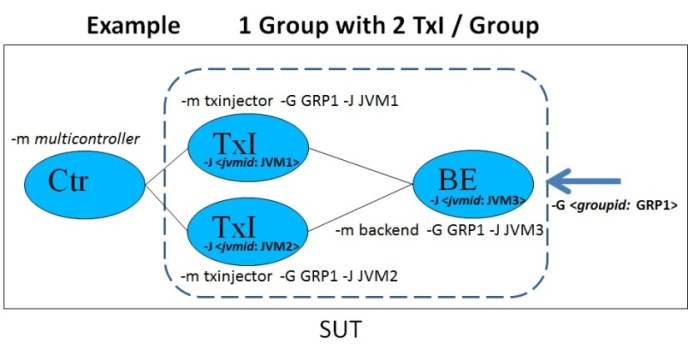 Example 1 Group with 2 TxI / Group
-m txinjector -G GRP1 -J JVM1
-m multicontroller
TxI
-J <jvmid: JVM1>
Ctr
BE
-J <jvmid: JVM3>
-G <groupid: GRP1>
TxI
-J <jvmid: JVM2>
-m backend -G GRP1 -J JVM3
-m txinjector -G GRP1 -J JVM2
SUT